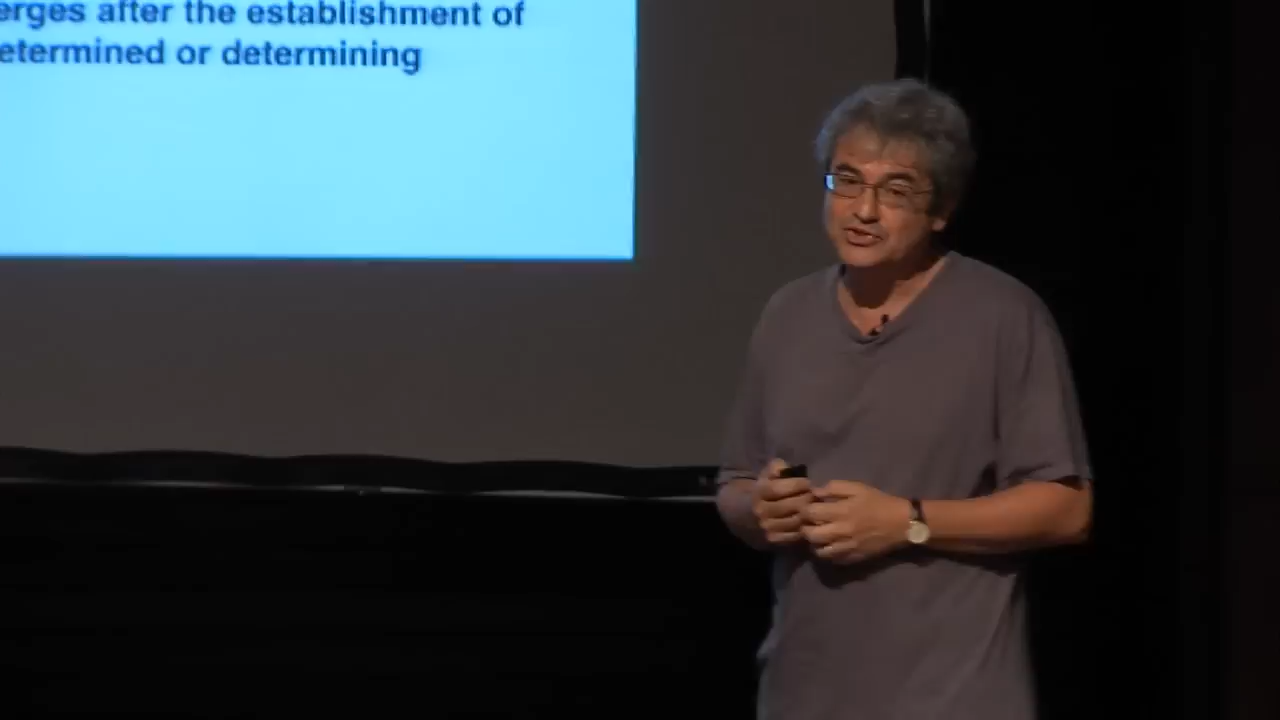 erges after the establishment of
etermined or determining